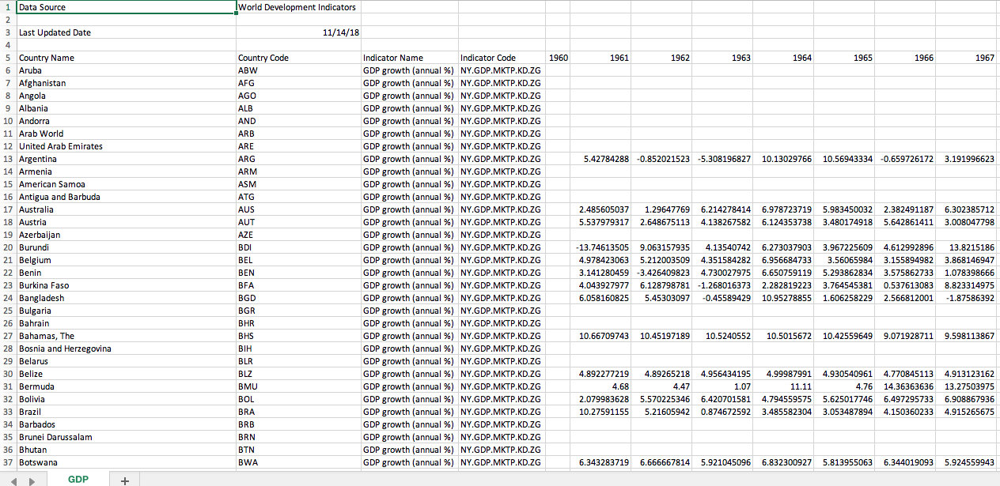 1 Data Source World Development Indicators
2
3 Last Updated Date 11/14/18
4
5 Country Name Country Code Indicator Name Indicator Code 1960 1961 1962 1963 1964 1965 1966 1967
6 Aruba ABW GDP growth (annual %) NY.GDP.MKTP.KD.ZG
7 Afghanistan AFG GDP growth (annual %) NY.GDP.MKTP.KD.ZG
8 Angola AGO GDP growth (annual %) NY.GDP.MKTP.KD.ZG
9 Albania ALB GDP growth (annual %) NY.GDP.MKTP.KD.ZG
10 Andorra AND GDP growth (annual %) NY.GDP.MKTP.KD.ZG
11 Arab World ARB GDP growth (annual %) NY.GDP.MKTP.KD.ZG
12 United Arab Emirates ARE GDP growth (annual %) NY.GDP.MKTP.KD.ZG
13 Argentina ARG GDP growth (annual %) NY.GDP.MKTP.KD.ZG 5.42784288 -0.852021523 -5.308196827 10.13029766 10.56943334 -0.659726172 3.191996623
14 Armenia ARM GDP growth (annual %) NY.GDP.MKTP.KD.ZG
15 American Samoa ASM GDP growth (annual %) NY.GDP.MKTP.KD.ZG
16 Antigua and Barbuda ATG GDP growth (annual %) NY.GDP.MKTP.KD.ZG
17 Australia AUS GDP growth (annual %) NY.GDP.MKTP.KD.ZG 2.485605037 1.29647769 6.214278414 6.978723719 5.983450032 2.382491187 6.302385712
18 Austria AUT GDP growth (annual %) NY.GDP.MKTP.KD.ZG 5.537979317 2.648675113 4.138267582 6.124353738 3.480174918 5.642861411 3.008047798
19 Azerbaijan AZE GDP growth (annual %) NY.GDP.MKTP.KD.ZG
20 Burundi BDI GDP growth (annual %) NY.GDP.MKTP.KD.ZG -13.74613505 9.063157935 4.13540742 6.273037903 3.967225609 4.612992896 13.8215186
21 Belgium BEL GDP growth (annual %) NY.GDP.MKTP.KD.ZG 4.978423063 5.212003509 4.351584282 6.956684733 3.56065984 3.155894982 3.868146947
22 Benin BEN GDP growth (annual %) NY.GDP.MKTP.KD.ZG 3.141280459 -3.426409823 4.730027975 6.650759119 5.293862834 3.575862733 1.078398666
23 Burkina Faso BFA GDP growth (annual %) NY.GDP.MKTP.KD.ZG 4.043927977 6.128798781 -1.268016373 2.282819223 3.764545381 0.537613083 8.823314975
24 Bangladesh BGD GDP growth (annual %) NY.GDP.MKTP.KD.ZG 6.058160825 5.45303097 -0.45589429 10.95278855 1.606258229 2.566812001 -1.87586392
25 Bulgaria BGR GDP growth (annual %) NY.GDP.MKTP.KD.ZG
26 Bahrain BHR GDP growth (annual %) NY.GDP.MKTP.KD.ZG
27 Bahamas, The BHS GDP growth (annual %) NY.GDP.MKTP.KD.ZG 10.66709743 10.45197189 10.5240552 10.5015672 10.42559649 9.071928711 9.598113867
28 Bosnia and Herzegovina BIH GDP growth (annual %) NY.GDP.MKTP.KD.ZG
29 Belarus BLR GDP growth (annual %) NY.GDP.MKTP.KD.ZG
30 Belize BLZ GDP growth (annual %) NY.GDP.MKTP.KD.ZG 4.892277219 4.89265218 4.956434195 4.99987991 4.930540961 4.770845113 4.913123162
31 Bermuda BMU GDP growth (annual %) NY.GDP.MKTP.KD.ZG 4.68 4.47 1.07 11.11 4.76 14.36363636 13.27503975
32 Bolivia BOL GDP growth (annual %) NY.GDP.MKTP.KD.ZG 2.079983628 5.570225346 6.420701581 4.794559575 5.625017746 6.497295733 6.908867936
33 Brazil BRA GDP growth (annual %) NY.GDP.MKTP.KD.ZG 10.27591155 5.21605942 0.874672592 3.485582304 3.053487894 4.150360233 4.915265675
34 Barbados BRB GDP growth (annual %) NY.GDP.MKTP.KD.ZG
35 Brunei Darussalam BRN GDP growth (annual %) NY.GDP.MKTP.KD.ZG
36 Bhutan BTN GDP growth (annual %) NY.GDP.MKTP.KD.ZG
37 Botswana BWA GDP growth (annual %) NY.GDP.MKTP.KD.ZG 6.343283719 6.666667814 5.921045096 6.832300927 5.813955063 6.344019093 5.924559943
GDP +